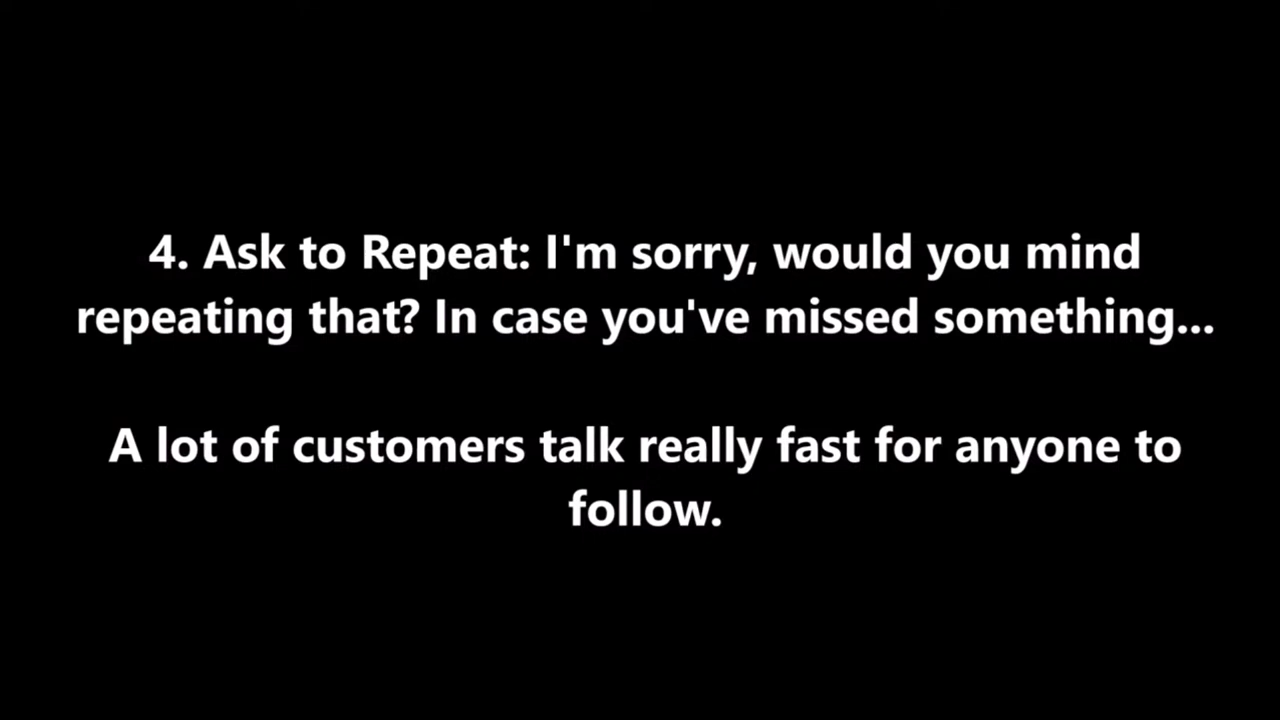 4. Ask to Repeat: I'm sorry, would you mind
repeating that? In case you've missed something...
A lot of customers talk really fast for anyone to
follow.